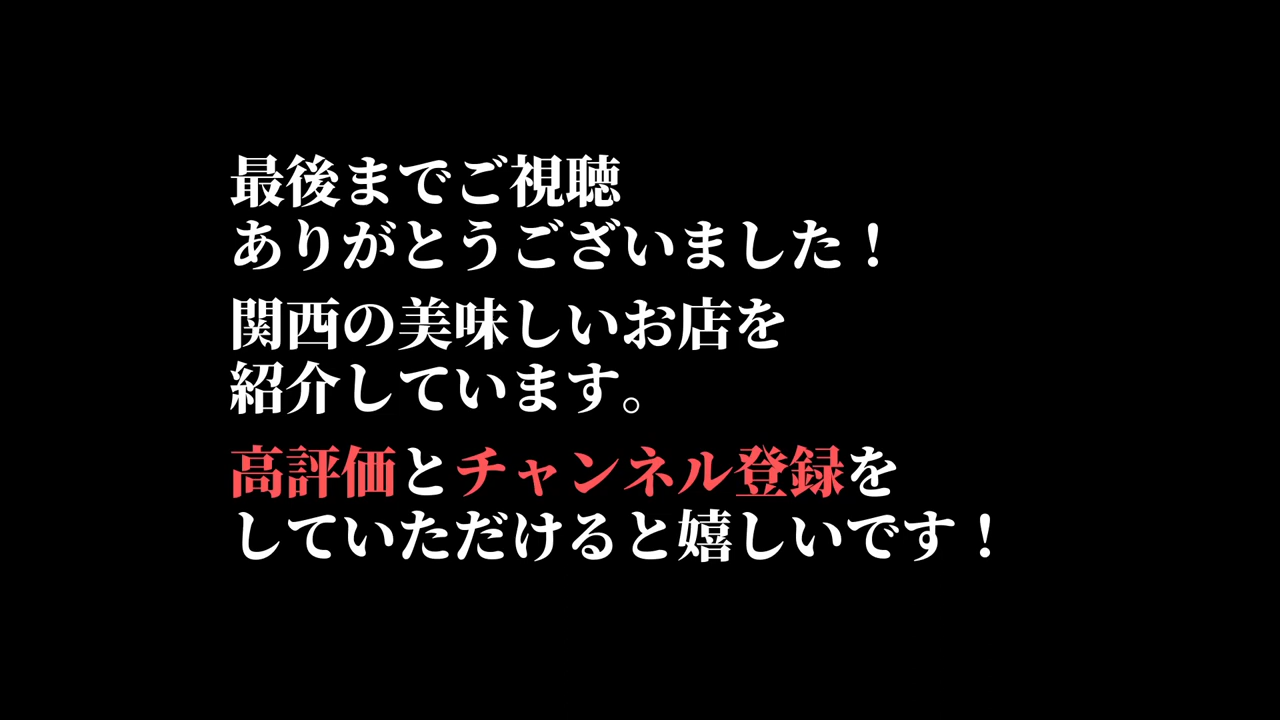 最後までご視聴
ありがとうございました！
関西の美味しいお店を
紹介しています。
高評価とチャンネル登録を
していただけると嬉しいです！